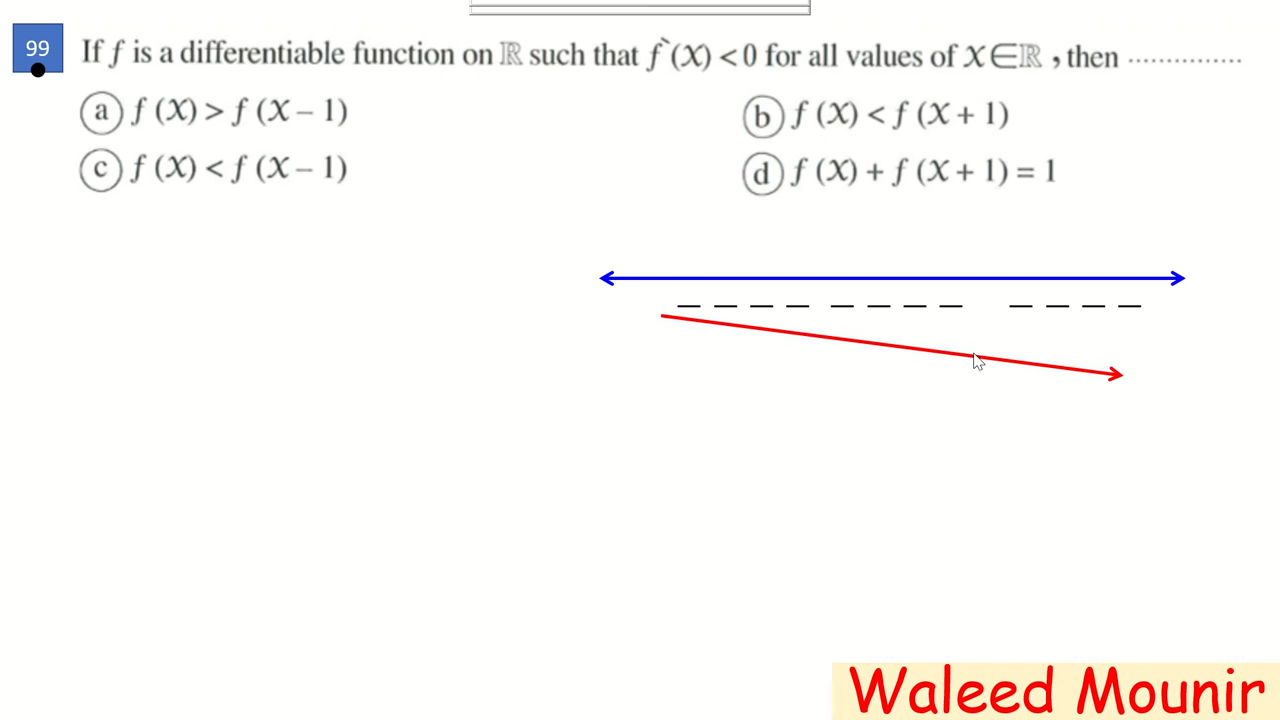 99
If f is a differentiable function on ℝ such that f`(X) < 0 for all values of X ∈ ℝ , then ...............
a f (X) > f (X – 1)
b f (X) < f (X + 1)
c f (X) < f (X – 1)
d f (X) + f (X + 1) = 1
Waleed Mounir